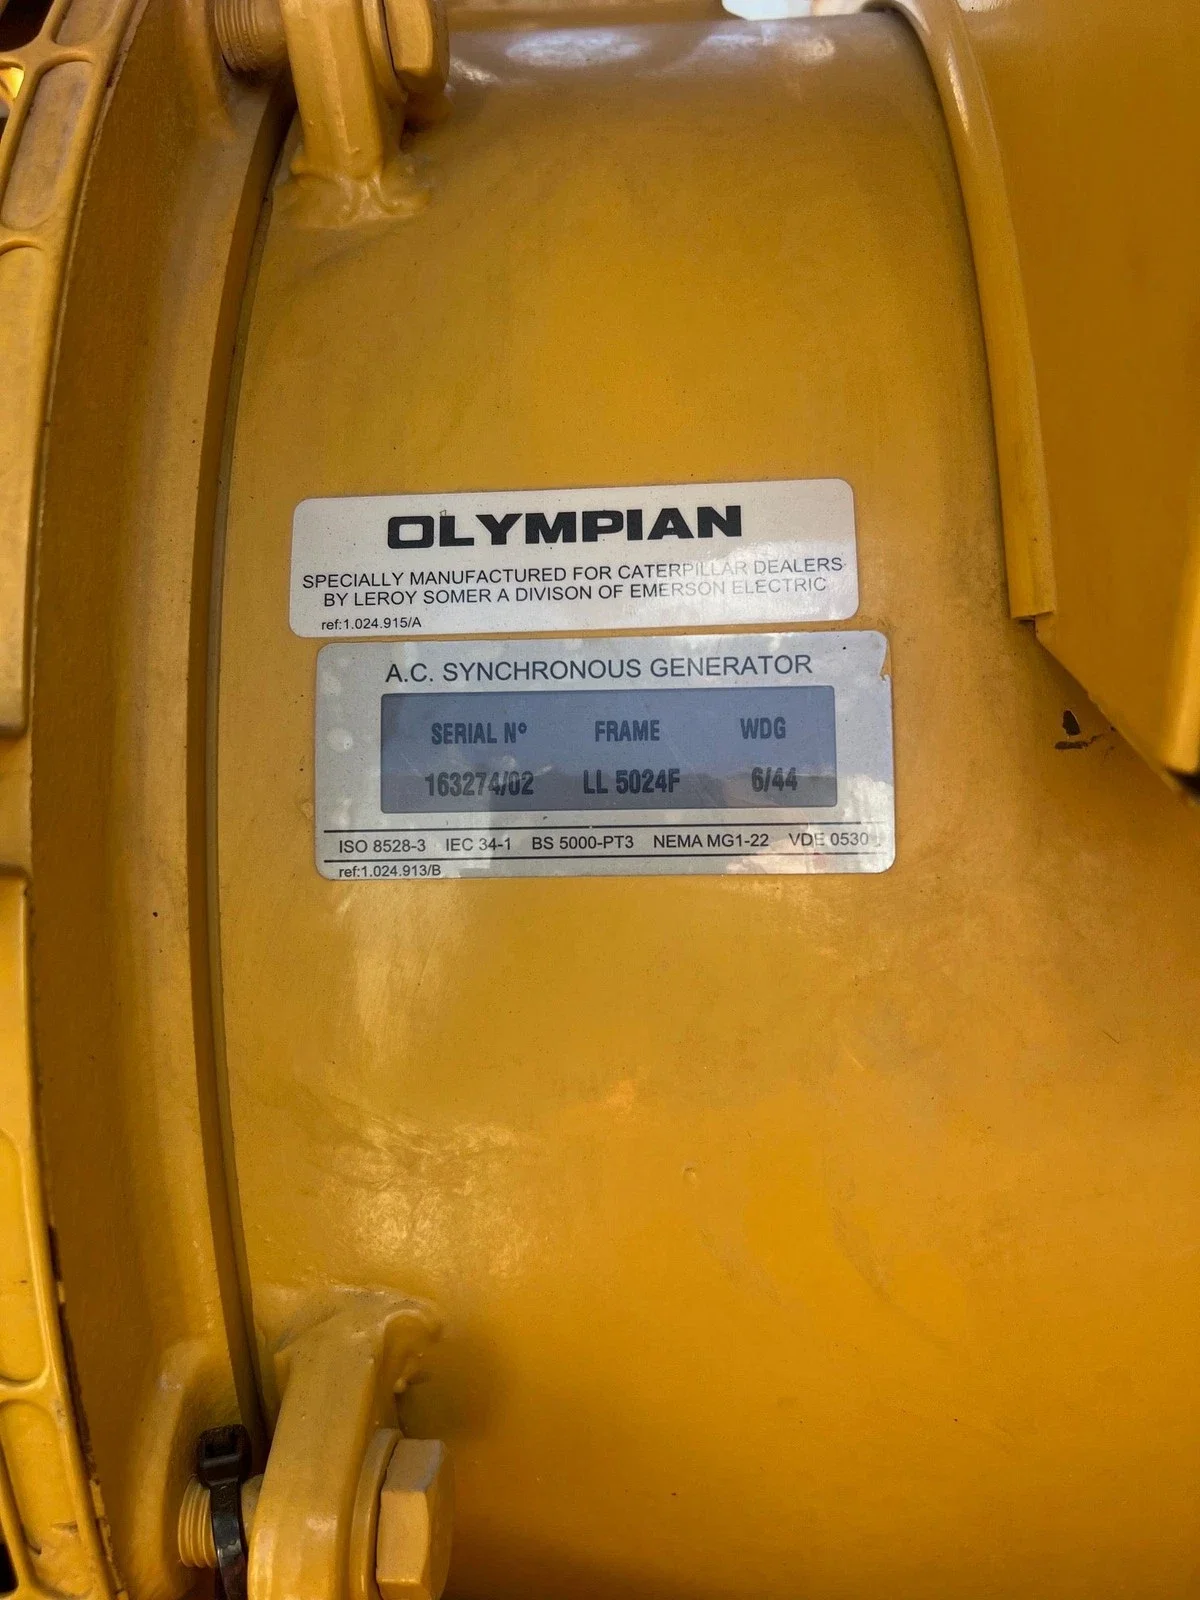 OLYMPIAN
SPECIALLY MANUFACTURED FOR CATERPILLAR DEALERS
BY LEROY SOMER A DIVISON OF EMERSON ELECTRIC
ref:1.024.915/A
A.C. SYNCHRONOUS GENERATOR
SERIAL Nº FRAME WDG
163274/02 LL 5024F 6/44
ISO 8528-3 IEC 34-1 BS 5000-PT3 NEMA MG1-22 VDE 0530
ref:1.024.913/B